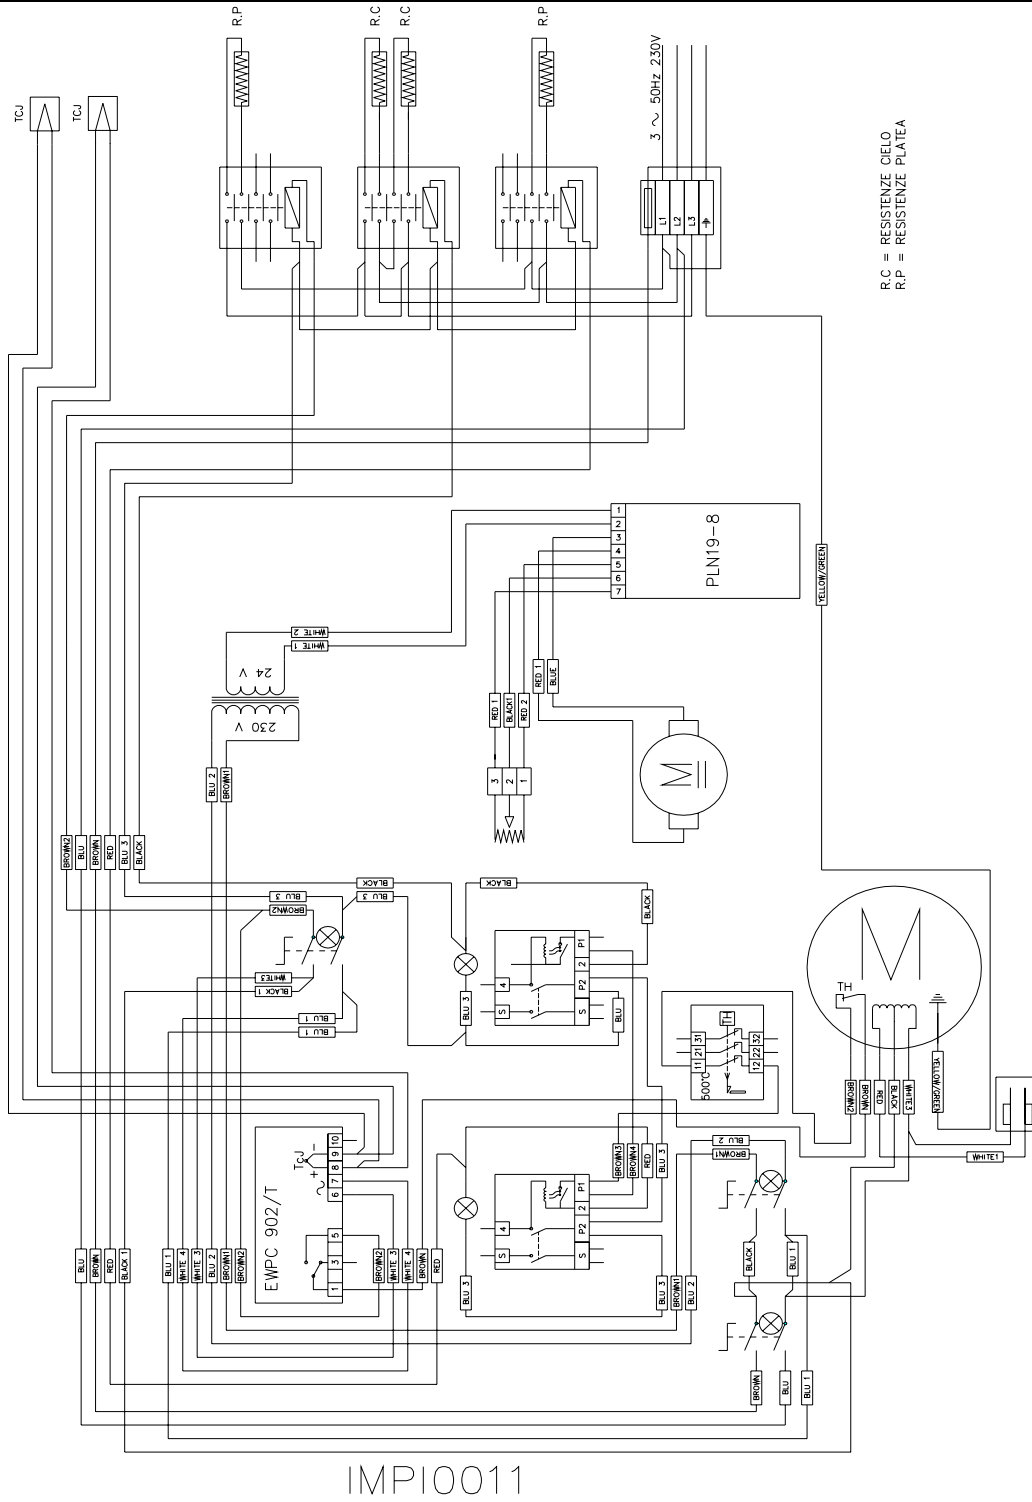 R.P
R.C
R.C
R.P
3 ~ 50Hz 230V
TCJ
TCJ
L1
L2
L3
R.C = RESISTENZE CIELO
R.P = RESISTENZE PLATEA
1
2
3
4
5
6
7
PLN19-8
YELLOW/GREEN
WHITE 2
WHITE 1
24 V
230 V
RED 1
BLUE
RED 1
BLACK1
RED 2
BLU 2
BROWN1
3
2
1
M
BROWN2
BLU
BROWN
RED
BLU 3
BLACK
BLACK
BLU 3
BLU 3
BROWN2
BLACK
BLACK
WHITE3
BLACK 1
BLU 1
BLU 1
4
S
P1
2
P2
S
BLU 3
BLU
TH
M
31
21
11
TH
32
22
12
500°C
BROWN2
BROWN
RED
BLACK
WHITE3
YELLOW/GREEN
WHITE1
EWPC 902/T
TcJ
+ -
~
10
9
8
7
6
5
3
1
BROWN3
BROWN4
RED
BLU 3
BLU 2
BROWN1
4
S
P1
2
P2
S
BLU
BROWN
RED
BLACK 1
BLU 1
WHITE 4
WHITE 3
BLU 2
BROWN1
BROWN2
BROWN2
WHITE 3
WHITE 4
BROWN
RED
BLU 3
BLU 3
BROWN1
BLU 2
BLACK
BLU 1
BROWN
BLU
BLU 1
IMPI0011